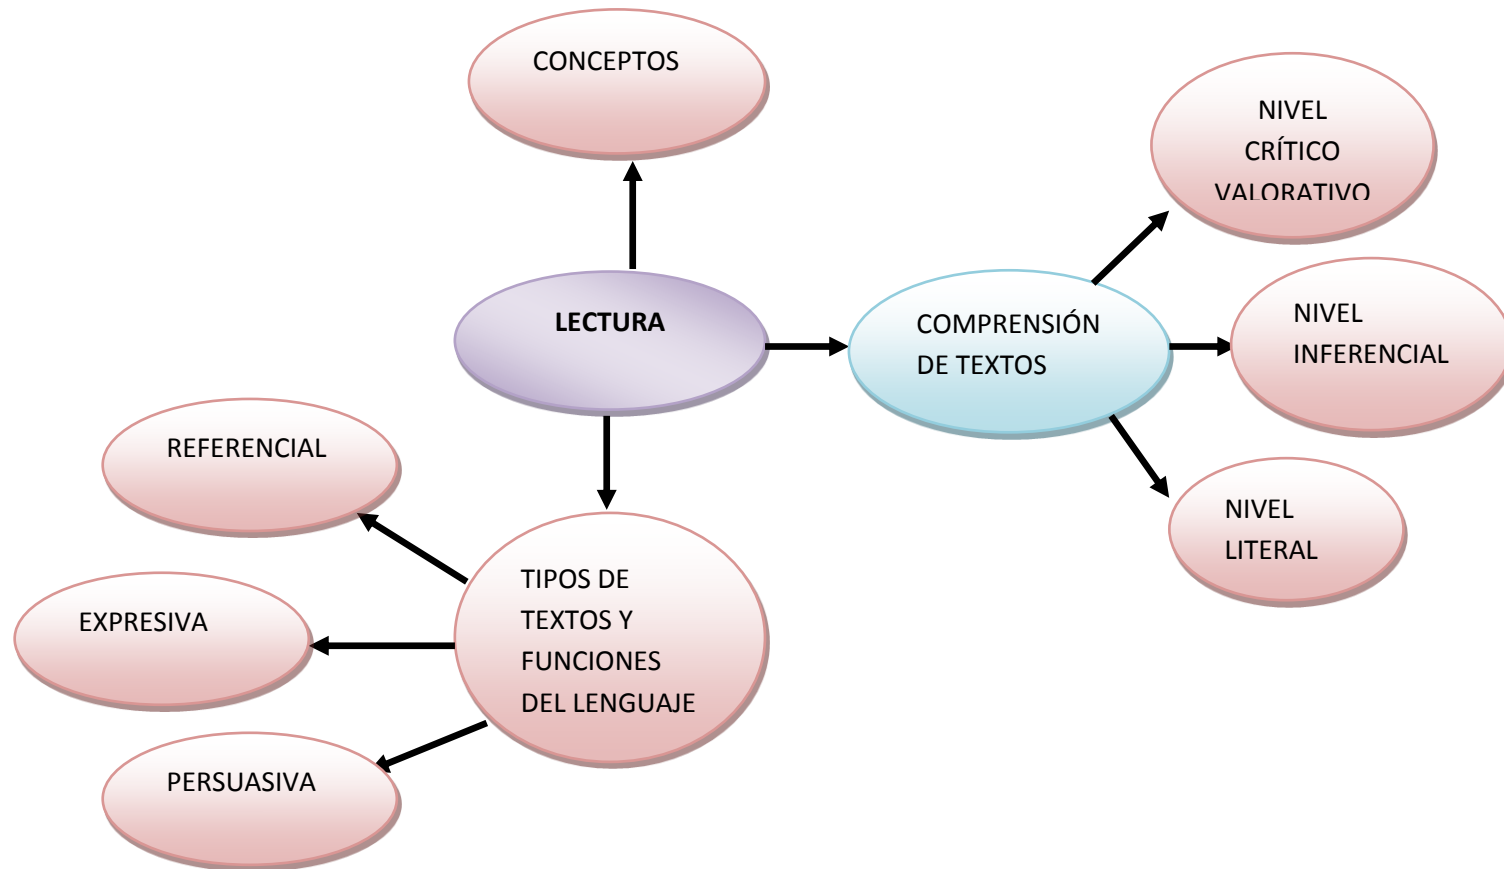 CONCEPTOS
NIVEL
CRÍTICO
VALORATIVO
LECTURA
COMPRENSIÓN
DE TEXTOS
NIVEL
INFERENCIAL
NIVEL
LITERAL
REFERENCIAL
EXPRESIVA
PERSUASIVA
TIPOS DE
TEXTOS Y
FUNCIONES
DEL LENGUAJE